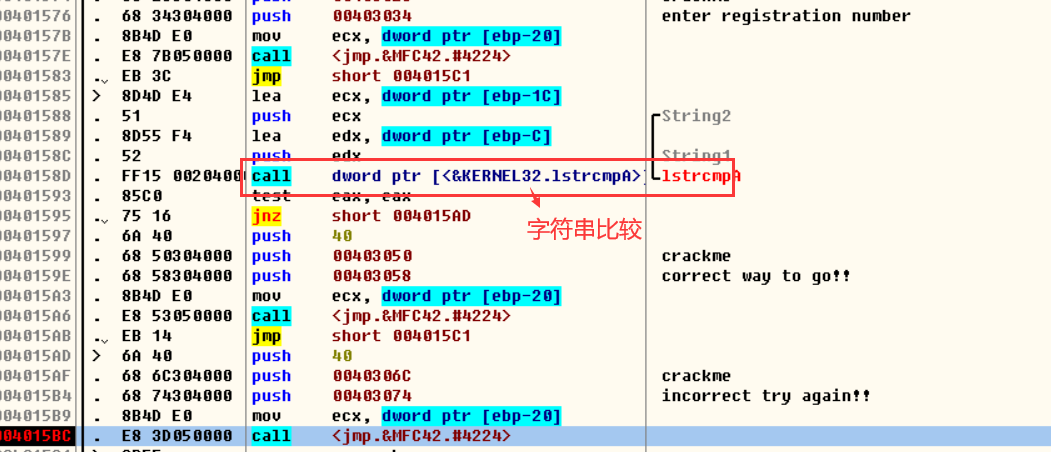 00401576 . 68 34304000 push 00403034 enter registration number
0040157B . 8B4D E0 mov ecx, dword ptr [ebp-20]
0040157E . E8 7B050000 call <jmp.&MFC42.#4224>
00401583 . EB 3C jmp short 004015C1
00401585 > 8D4D E4 lea ecx, dword ptr [ebp-1C]
00401588 . 51 push ecx String2
00401589 . 8D55 F4 lea edx, dword ptr [ebp-C]
0040158C . 52 push edx String1
0040158D . FF15 00204000 call dword ptr [<&KERNEL32.lstrcmpA>] lstrcmpA
00401593 . 85C0 test eax, eax
00401595 . 75 16 jnz short 004015AD
字符串比较
00401597 . 6A 40 push 40
00401599 . 68 50304000 push 00403050 crackme
0040159E . 68 58304000 push 00403058 correct way to go!!
004015A3 . 8B4D E0 mov ecx, dword ptr [ebp-20]
004015A6 . E8 53050000 call <jmp.&MFC42.#4224>
004015AB . EB 14 jmp short 004015C1
004015AD > 6A 40 push 40
004015AF . 68 6C304000 push 0040306C crackme
004015B4 . 68 74304000 push 00403074 incorrect try again!!
004015B9 . 8B4D E0 mov ecx, dword ptr [ebp-20]
004015BC . E8 3D050000 call <jmp.&MFC42.#4224>